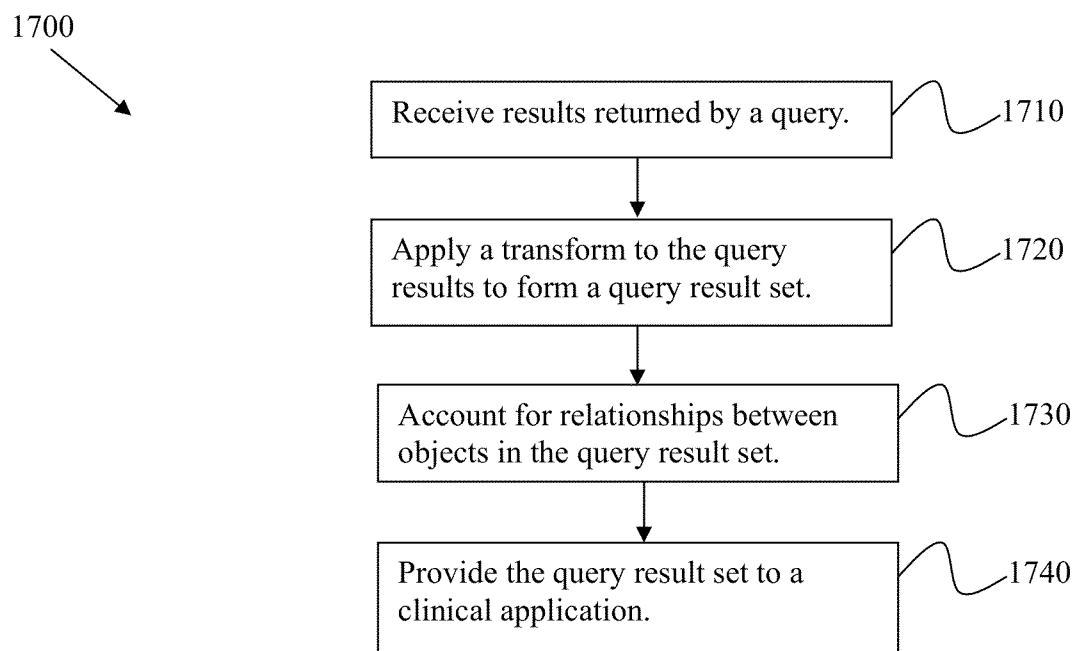 1700
Receive results returned by a query.
1710
Apply a transform to the query
results to form a query result set.
1720
Account for relationships between
objects in the query result set.
1730
Provide the query result set to a
clinical application.
1740